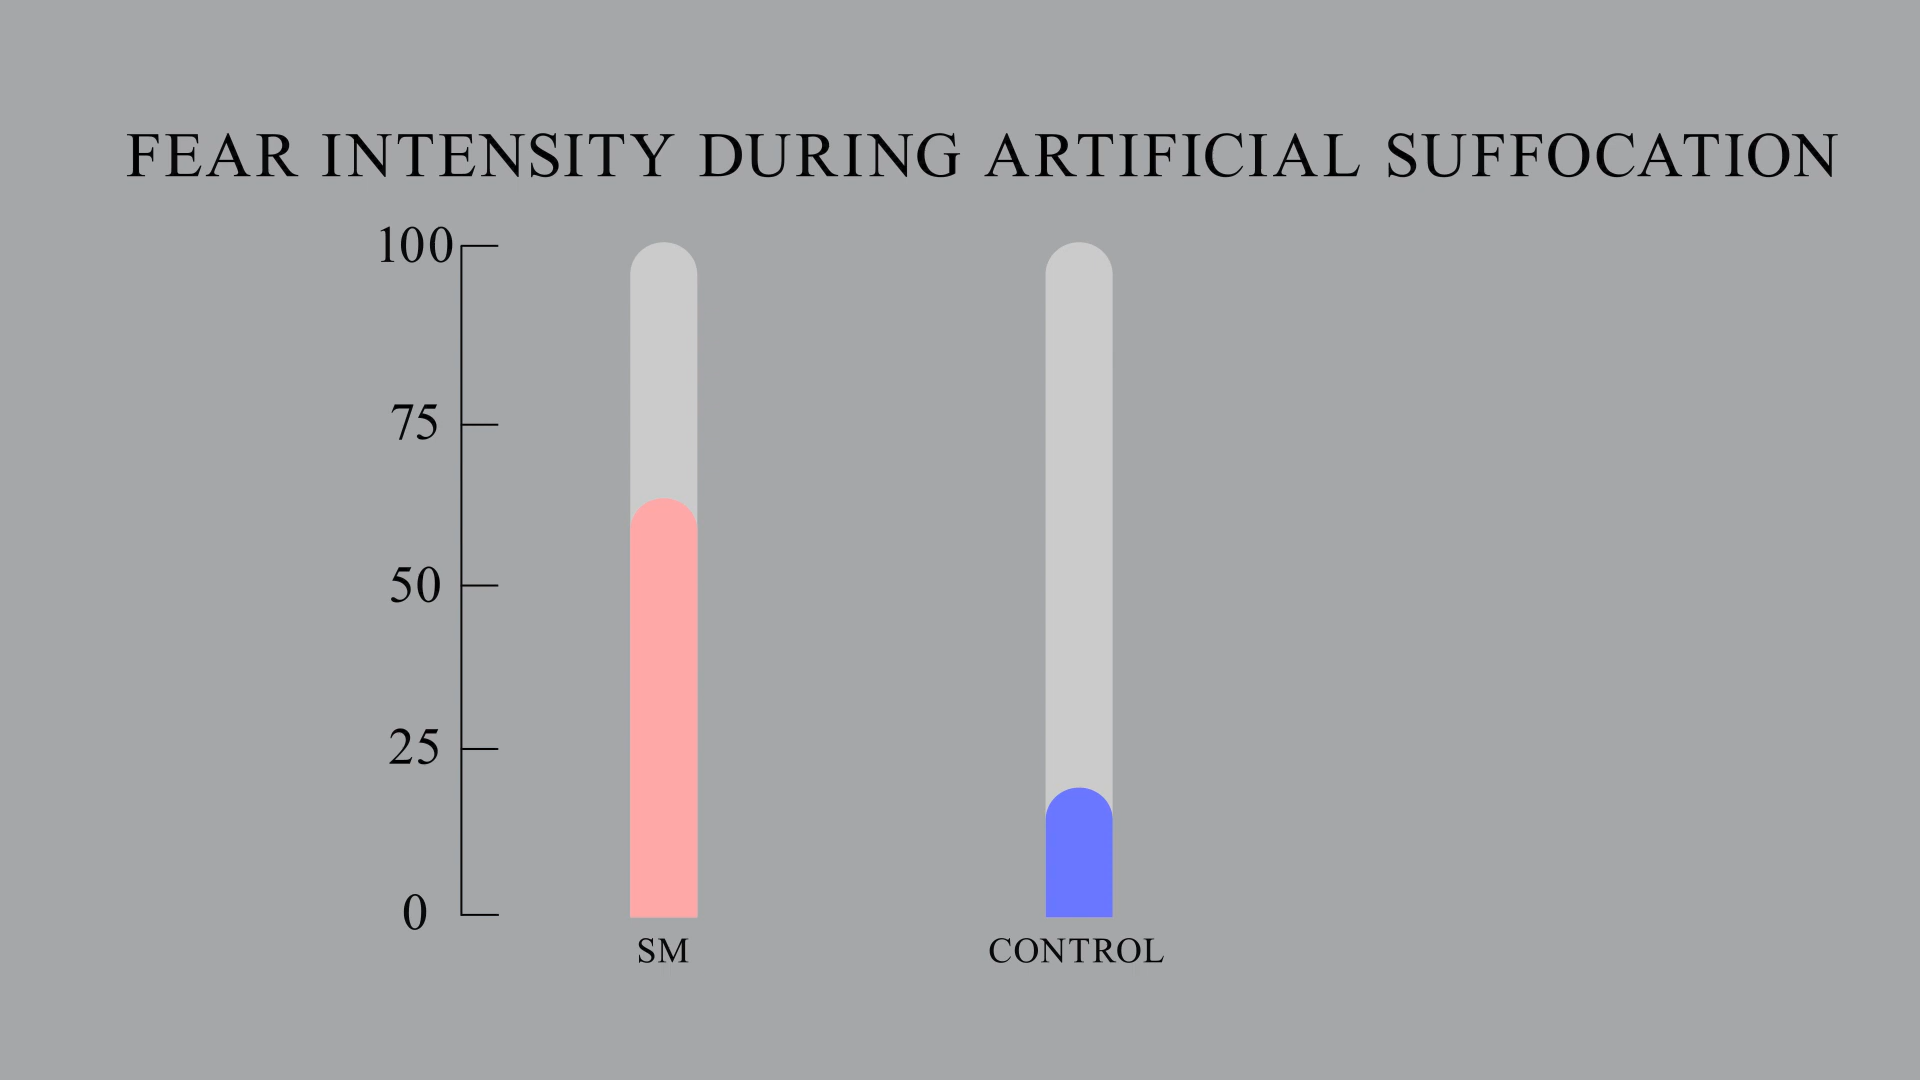 FEAR INTENSITY DURING ARTIFICIAL SUFFOCATION
100
75
50
25
0
SM
CONTROL